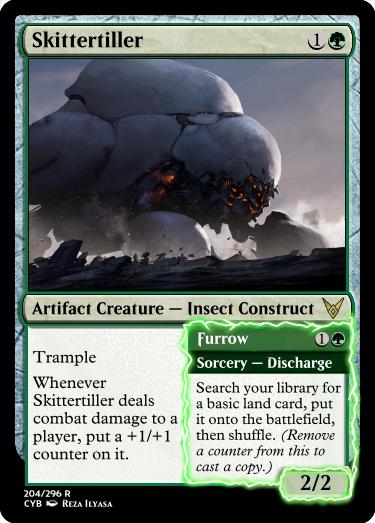 Skittertiller 1
Artifact Creature — Insect Construct
Trample
Whenever
Skittertiller deals
combat damage to a
player, put a +1/+1
counter on it.
Furrow 1
Sorcery — Discharge
Search your library for
a basic land card, put
it onto the battlefield,
then shuffle. (Remove
a counter from this to
cast a copy.)
2/2
204/296 R
CYB Reza Ilyasa